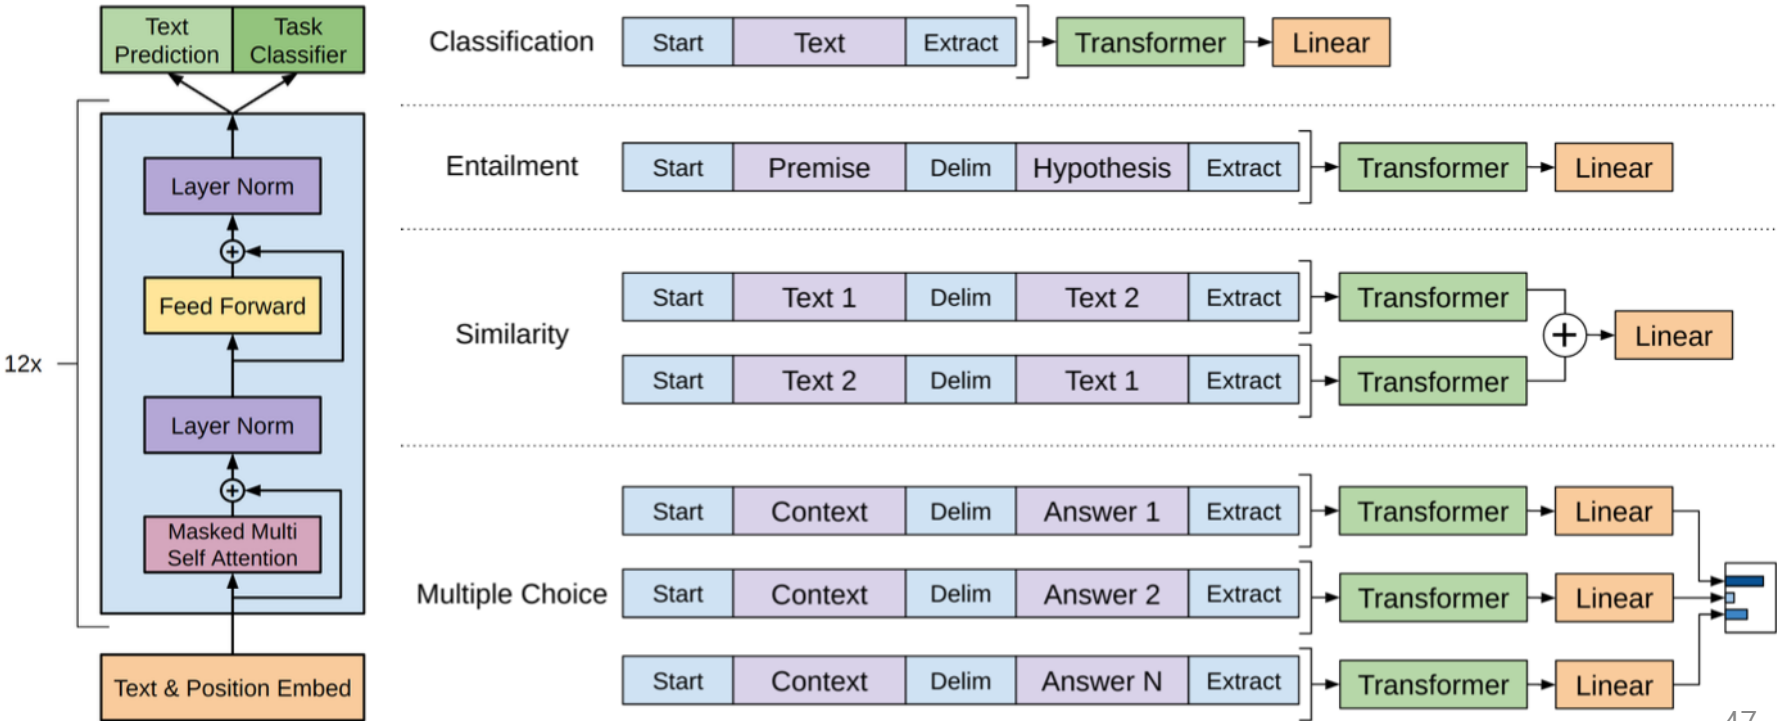 Text
Prediction
Task
Classifier
Layer Norm
Feed Forward
12x
Layer Norm
Masked Multi
Self Attention
Text & Position Embed
Classification Start Text Extract Transformer Linear
Entailment Start Premise Delim Hypothesis Extract Transformer Linear
Similarity
Start Text 1 Delim Text 2 Extract Transformer
Start Text 2 Delim Text 1 Extract Transformer
+ Linear
Multiple Choice
Start Context Delim Answer 1 Extract Transformer Linear
Start Context Delim Answer 2 Extract Transformer Linear
Start Context Delim Answer N Extract Transformer Linear
47